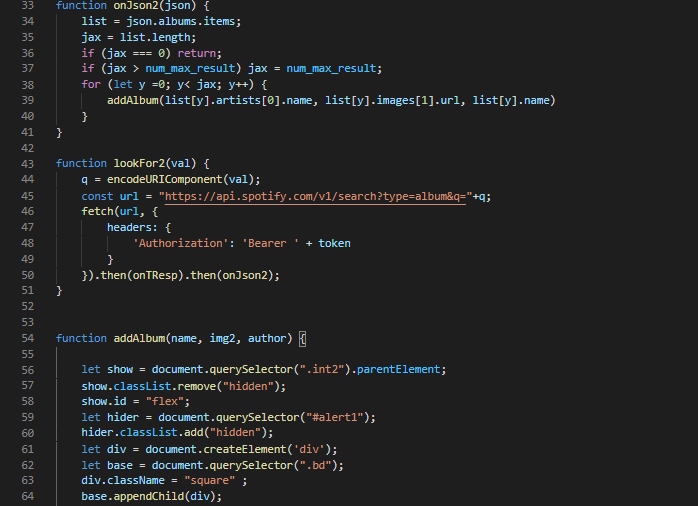 33 function onJson2(json) {
34     list = json.albums.items;
35     jax = list.length;
36     if (jax === 0) return;
37     if (jax > num_max_result) jax = num_max_result;
38     for (let y =0; y< jax; y++) {
39         addAlbum(list[y].artists[0].name, list[y].images[1].url, list[y].name)
40     }
41 }
42
43 function lookFor2(val) {
44     q = encodeURIComponent(val);
45     const url = "https://api.spotify.com/v1/search?type=album&q="+q;
46     fetch(url, {
47         headers: {
48             'Authorization': 'Bearer ' + token
49         }
50     }).then(onTResp).then(onJson2);
51 }
52
53
54 function addAlbum(name, img2, author) {
55
56     let show = document.querySelector(".int2").parentElement;
57     show.classList.remove("hidden");
58     show.id = "flex";
59     let hider = document.querySelector("#alert1");
60     hider.classList.add("hidden");
61     let div = document.createElement('div');
62     let base = document.querySelector(".bd");
63     div.className = "square" ;
64     base.appendChild(div);